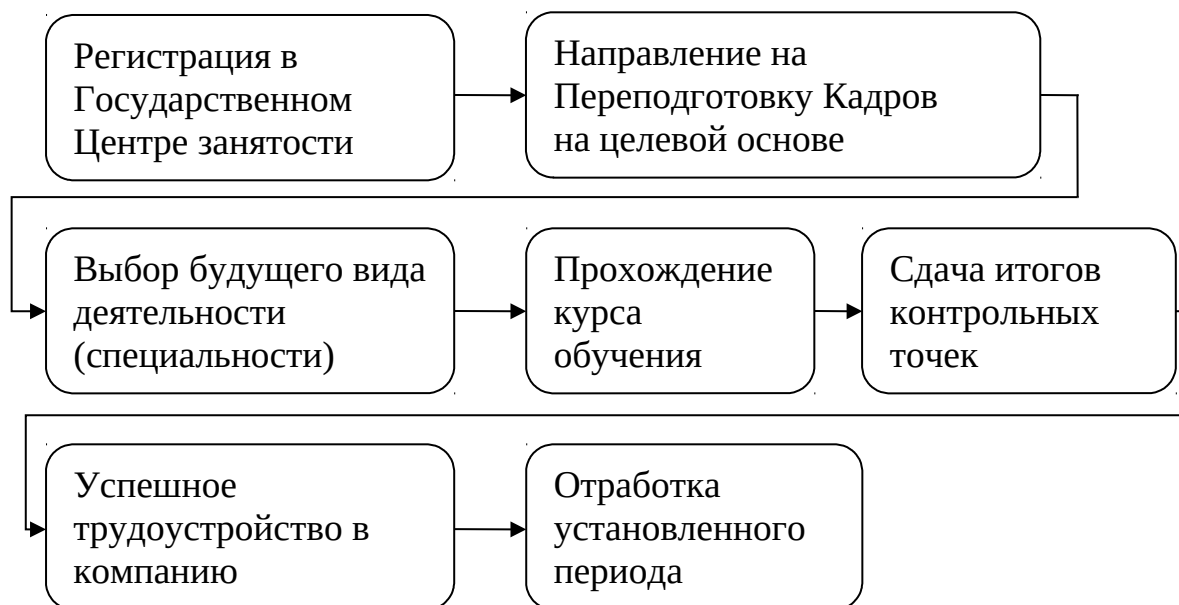 Регистрация в
Государственном
Центре занятости
Направление на
Переподготовку Кадров
на целевой основе
Выбор будущего вида
деятельности
(специальности)
Прохождение
курса
обучения
Сдача итогов
контрольных
точек
Успешное
трудоустройство в
компанию
Отработка
установленного
периода